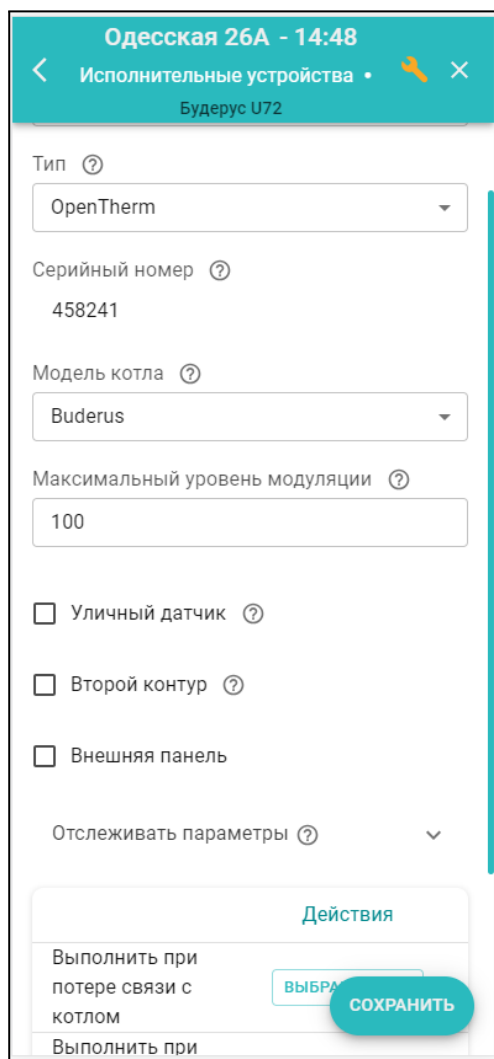 Одесская 26А - 14:48
Исполнительные устройства •
Будерус U72
Тип
OpenTherm
Серийный номер
458241
Модель котла
Buderus
Максимальный уровень модуляции
100
Уличный датчик
Второй контур
Внешняя панель
Отслеживать параметры
Действия
Выполнить при
потере связи с
котлом
ВЫБРА
СОХРАНИТЬ
Выполнить при